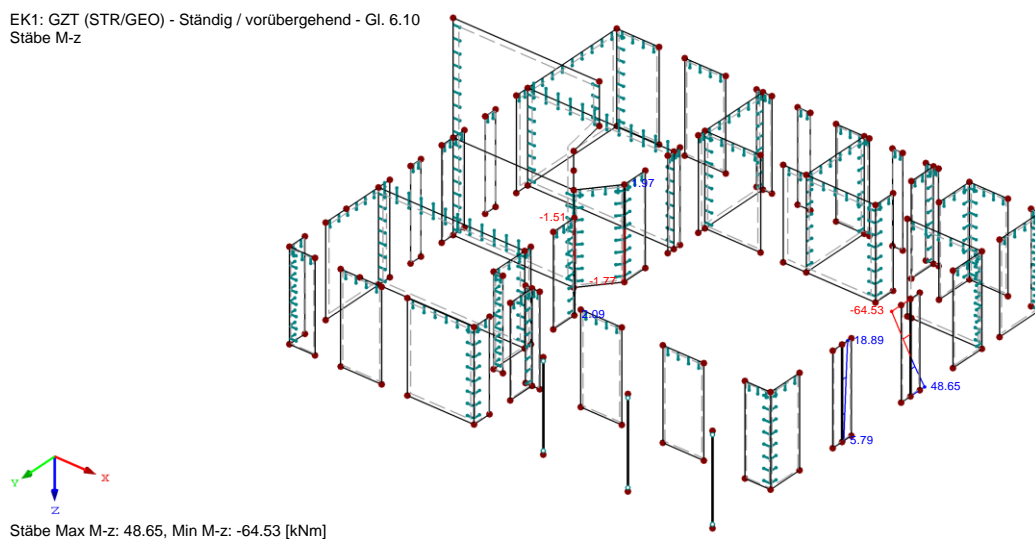 EK1: GZT (STR/GEO) - Ständig / vorübergehend - Gl. 6.10
Stäbe M-z
1.97
-1.51
-1.77
2.09
-64.53
18.89
48.65
5.79
Y
X
Z
Stäbe Max M-z: 48.65, Min M-z: -64.53 [kNm]